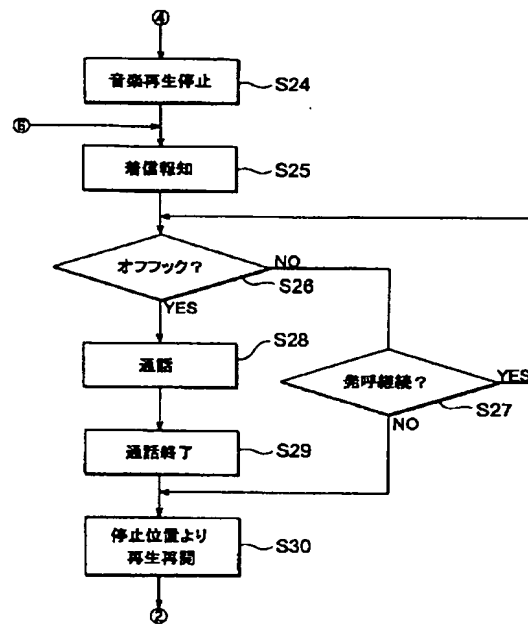 ④
音楽再生停止
S24
⑥
着信報知
S25
オフフック？
NO
S26
YES
S28
通話
発呼継続？
YES
S27
NO
通話終了
S29
停止位置より
再生再開
S30
②